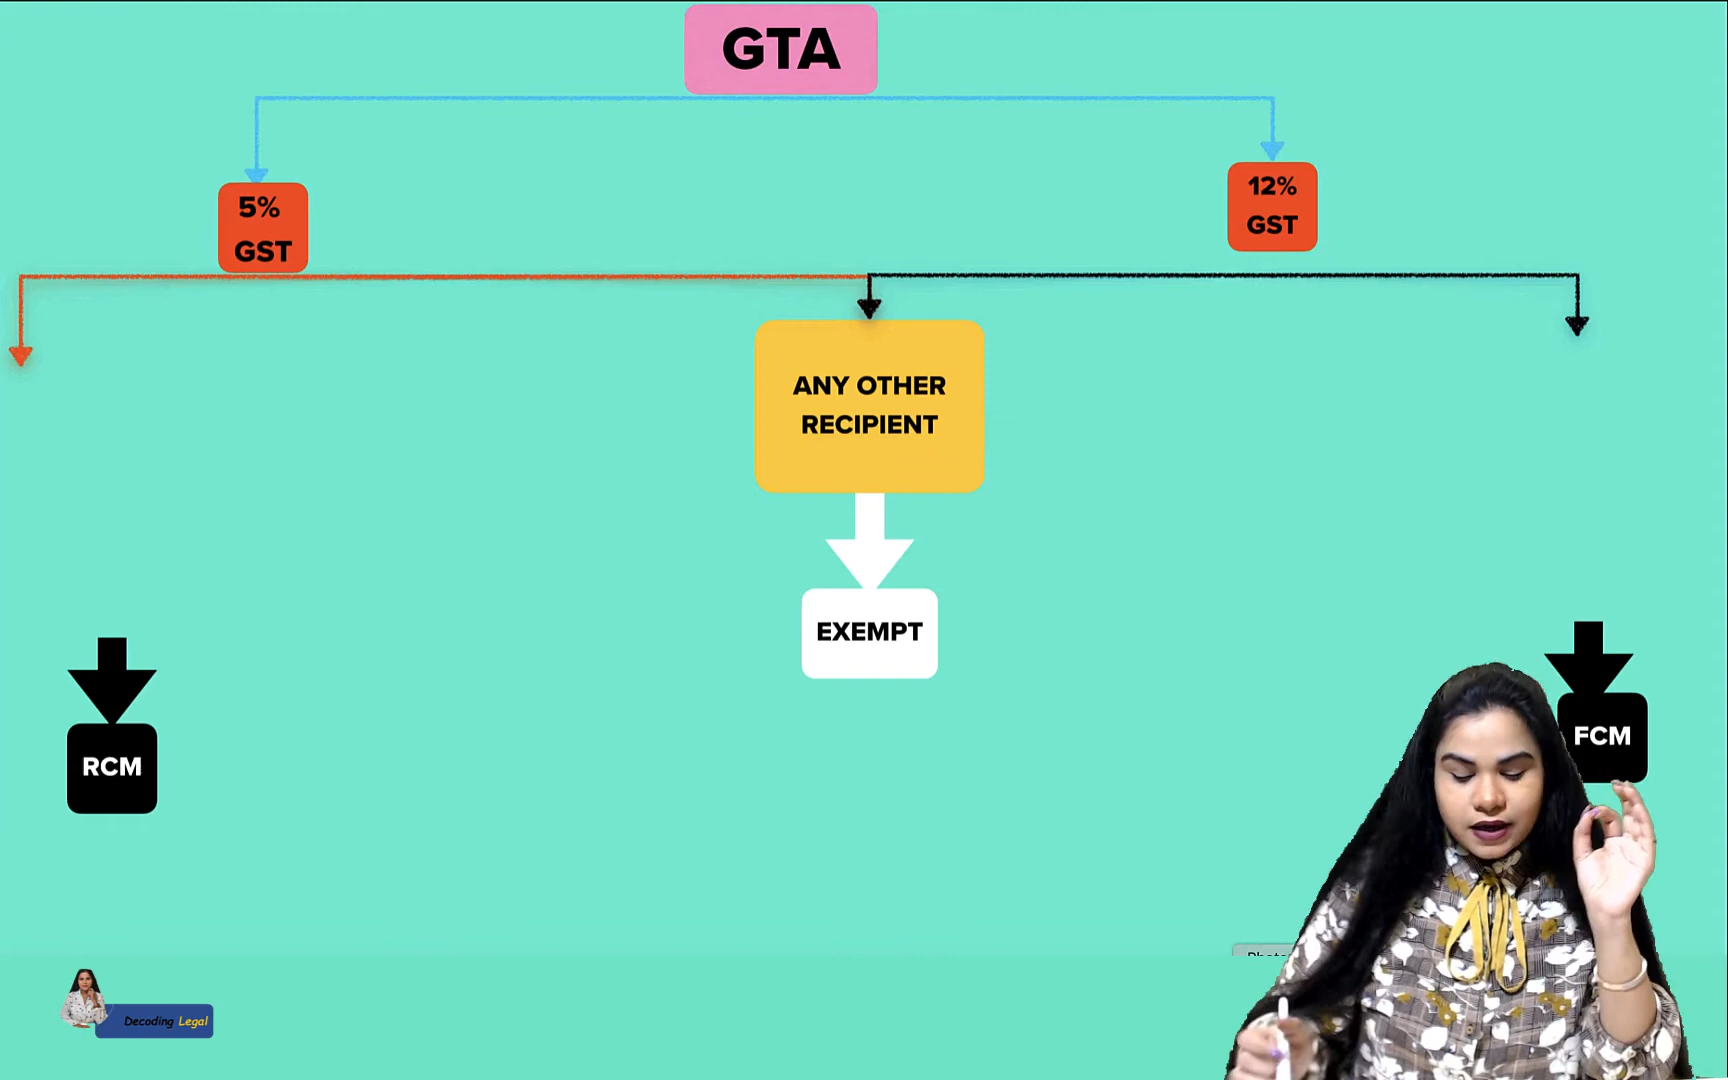 GTA
5%
GST
12%
GST
ANY OTHER
RECIPIENT
EXEMPT
RCM
FCM
Decoding Legal